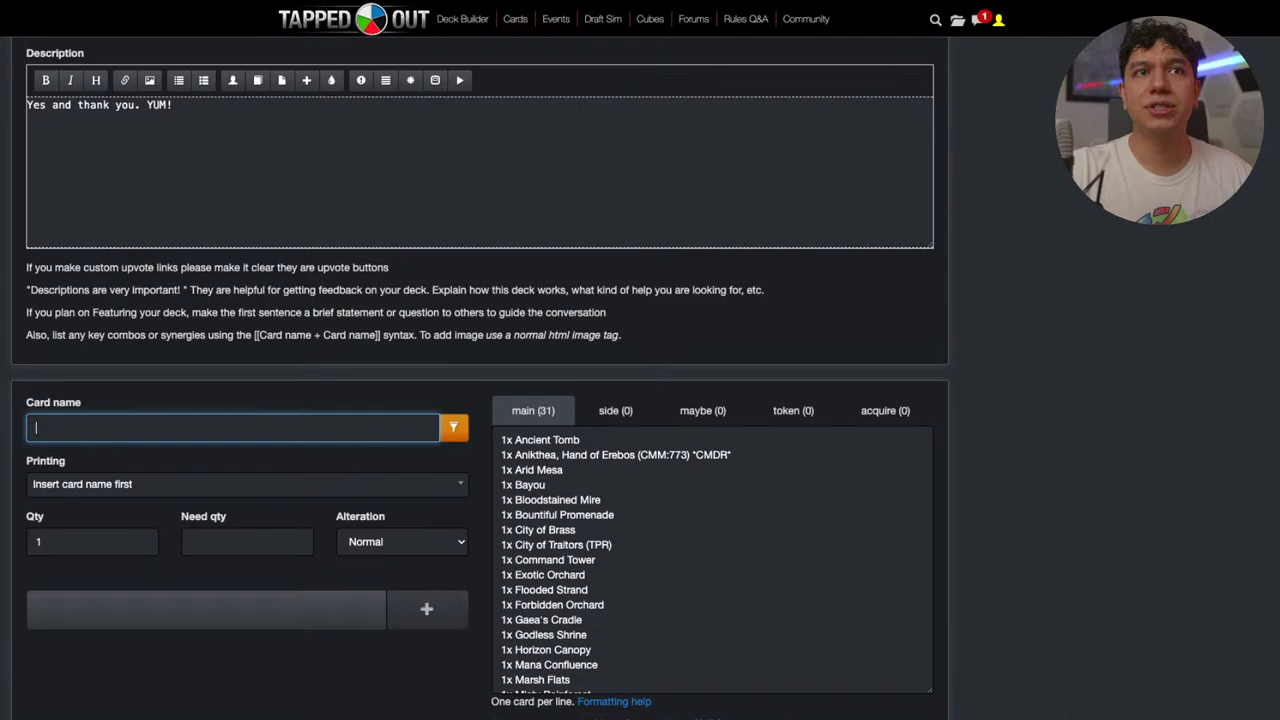 TAPPED OUT
Deck Builder
Cards
Events
Draft Sim
Cubes
Forums
Rules Q&A
Community
1
Description
B I H
Yes and thank you. YUM!
If you make custom upvote links please make it clear they are upvote buttons
"Descriptions are very important! " They are helpful for getting feedback on your deck. Explain how this deck works, what kind of help you are looking for, etc.
If you plan on Featuring your deck, make the first sentence a brief statement or question to others to guide the conversation
Also, list any key combos or synergies using the [[Card name + Card name]] syntax. To add image use a normal html image tag.
Card name
Printing
Insert card name first
Qty
Need qty
Alteration
1
Normal
main (31)
side (0)
maybe (0)
token (0)
acquire (0)
1x Ancient Tomb
1x Anikthea, Hand of Erebos (CMM:773) *CMDR*
1x Arid Mesa
1x Bayou
1x Bloodstained Mire
1x Bountiful Promenade
1x City of Brass
1x City of Traitors (TPR)
1x Command Tower
1x Exotic Orchard
1x Flooded Strand
1x Forbidden Orchard
1x Gaea's Cradle
1x Godless Shrine
1x Horizon Canopy
1x Mana Confluence
1x Marsh Flats
1x Misty Rainforest
One card per line. Formatting help